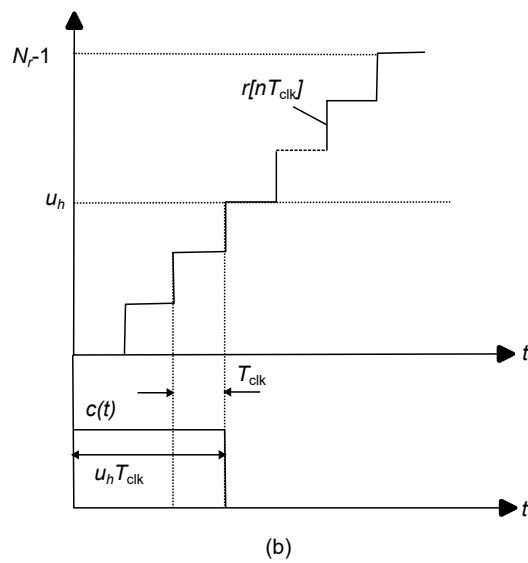 N_r-1
r[nT_clk]
u_h
t
T_clk
c(t)
u_hT_clk
t
(b)